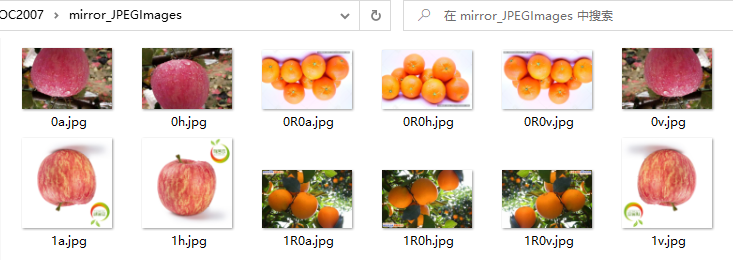 OC2007 > mirror_JPEGImages
在 mirror_JPEGImages 中搜索
0a.jpg
0h.jpg
0R0a.jpg
0R0h.jpg
0R0v.jpg
0v.jpg
1a.jpg
1h.jpg
1R0a.jpg
1R0h.jpg
1R0v.jpg
1v.jpg